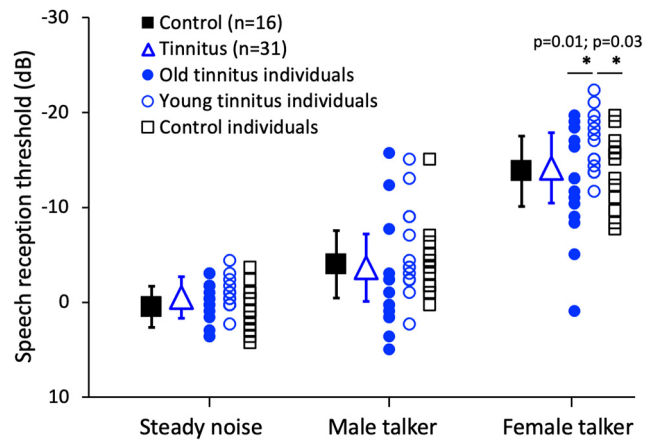 -30
-20
-10
0
10
Speech reception threshold (dB)
Control (n=16)
Tinnitus (n=31)
Old tinnitus individuals
Young tinnitus individuals
Control individuals
p=0.01; p=0.03
* *
Steady noise Male talker Female talker